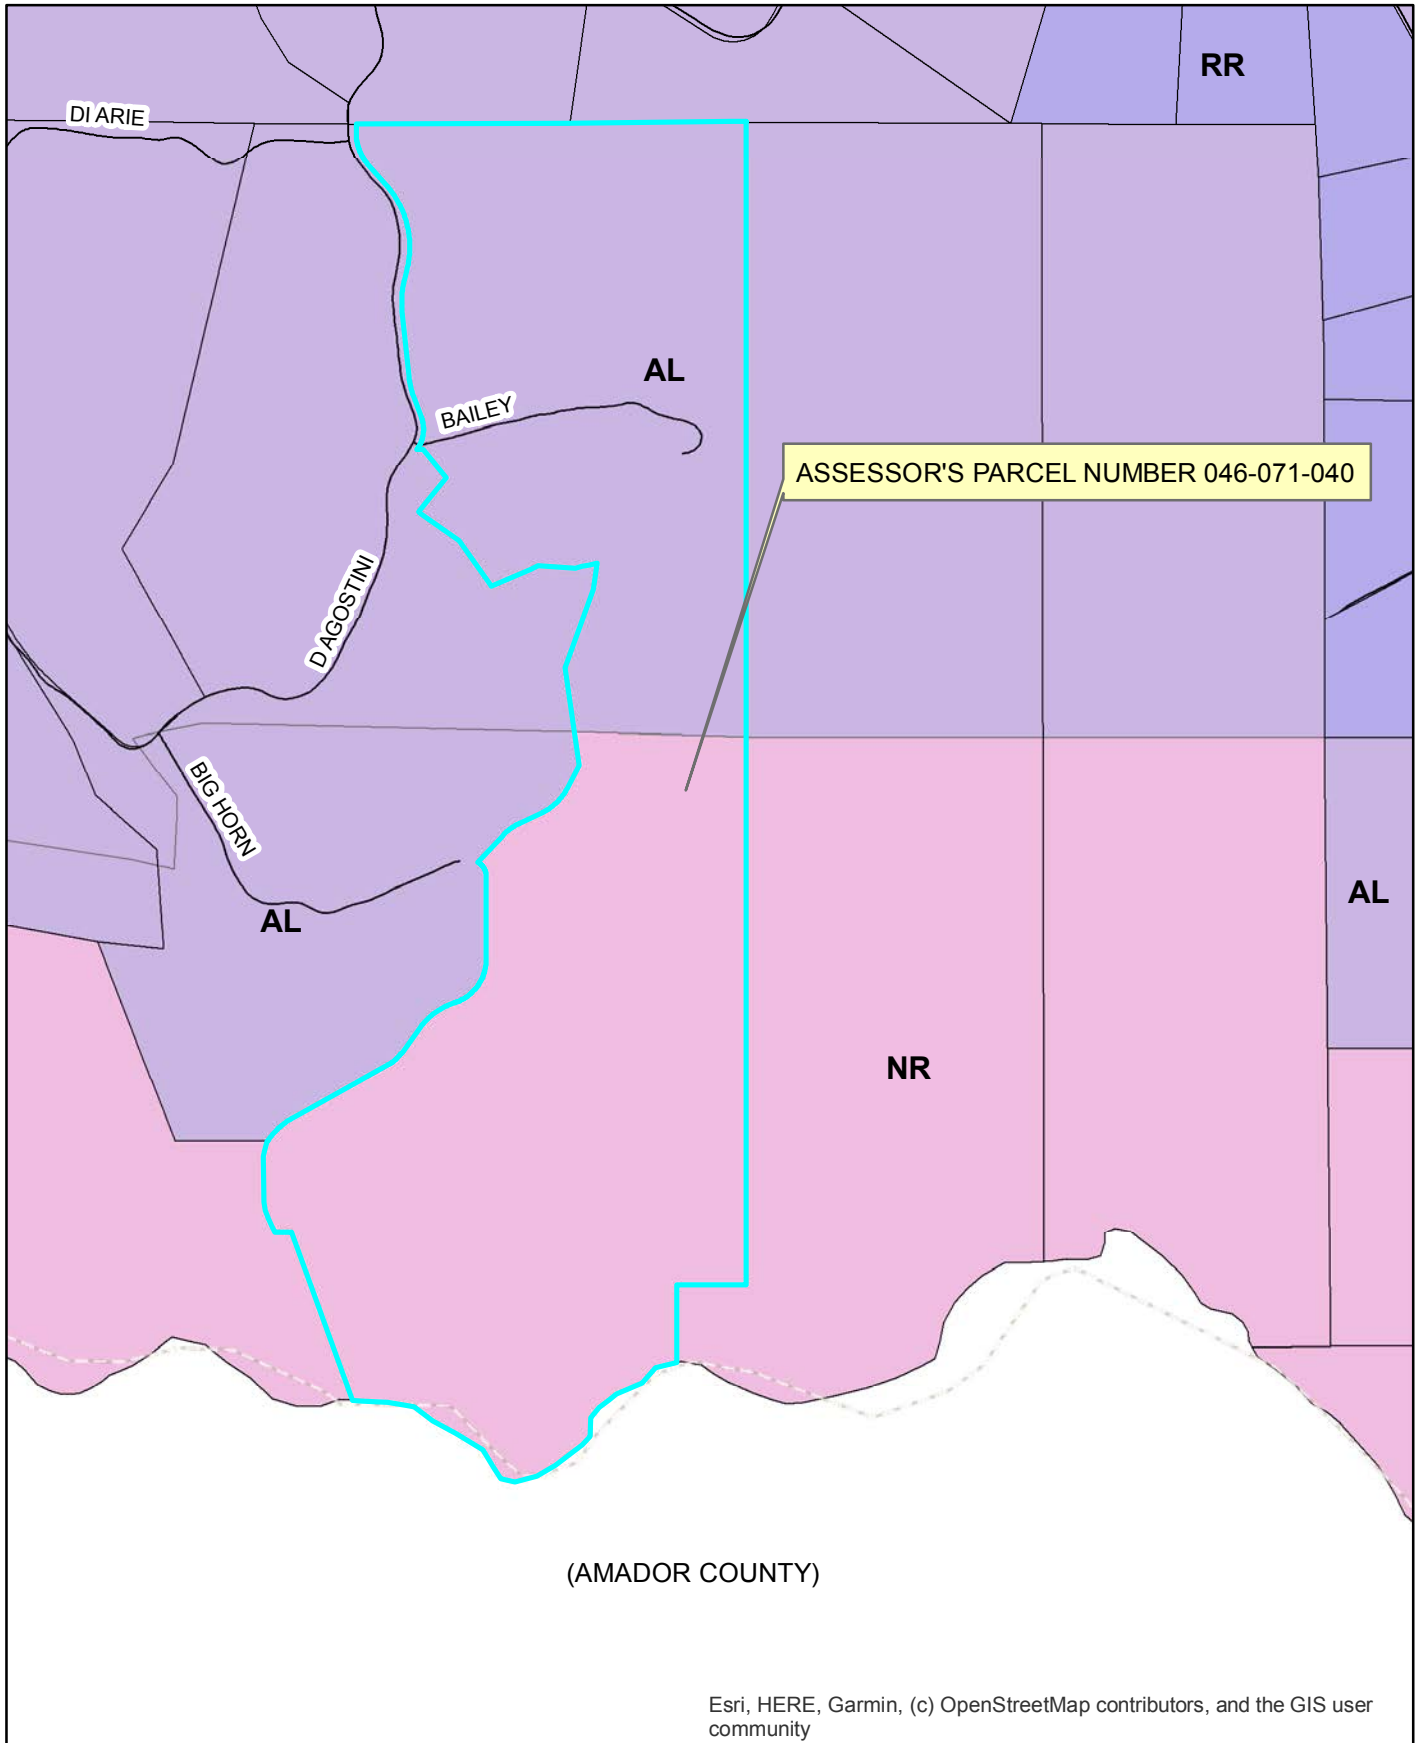 RR
DI ARIE
AL
BAILEY
ASSESSOR'S PARCEL NUMBER 046-071-040
D AGOSTINI
BIG HORN
AL
AL
NR
(AMADOR COUNTY)
Esri, HERE, Garmin, (c) OpenStreetMap contributors, and the GIS user
community